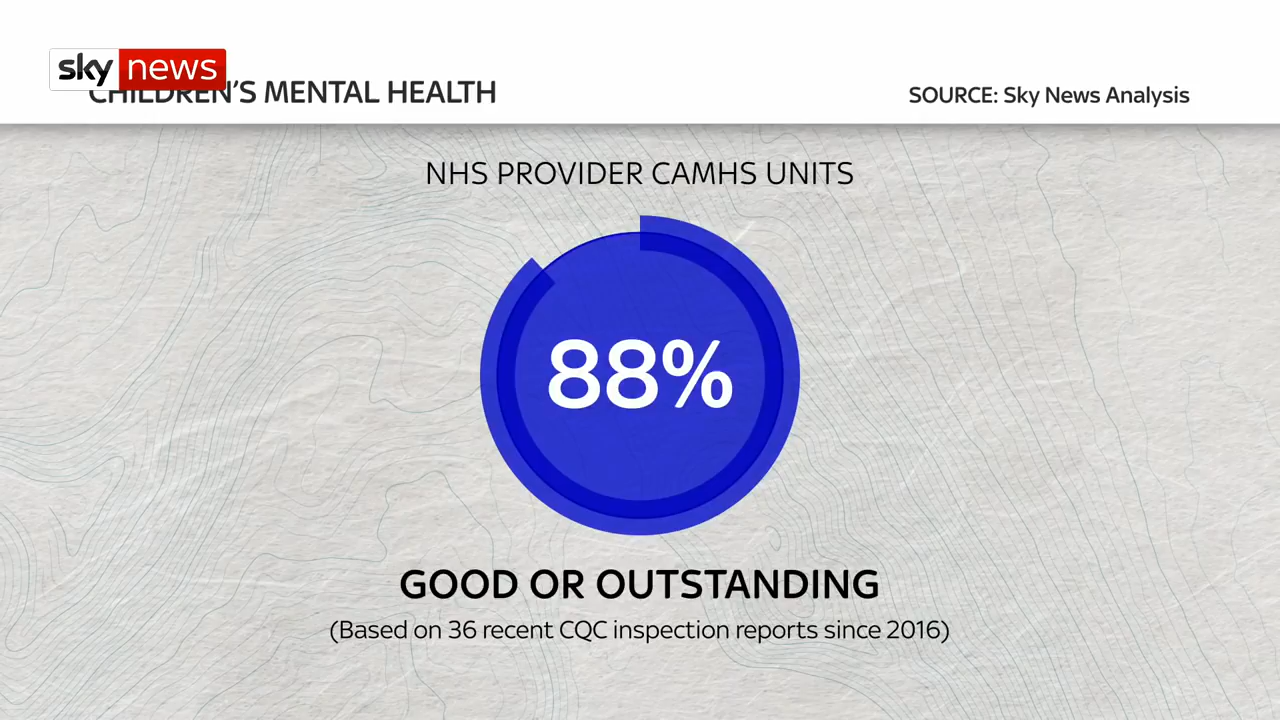 sky news
CHILDREN'S MENTAL HEALTH
SOURCE: Sky News Analysis
NHS PROVIDER CAMHS UNITS
88%
GOOD OR OUTSTANDING
(Based on 36 recent CQC inspection reports since 2016)